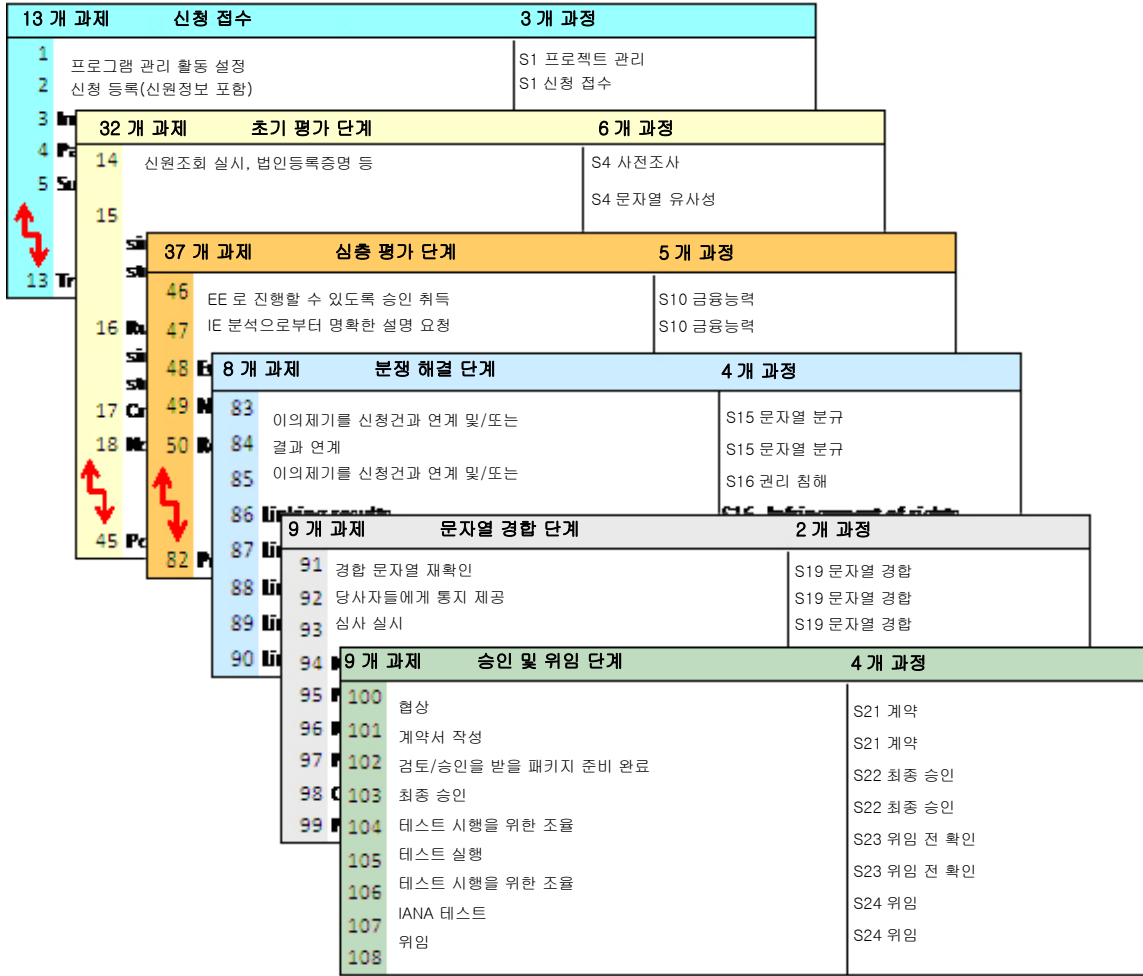 13 개 과제 신청 접수 3 개 과정
1 프로그램 관리 활동 설정 S1 프로젝트 관리
2 신청 등록(신원정보 포함) S1 신청 접수
3
4
5
13
32 개 과제 초기 평가 단계 6 개 과정
14 신원조회 실시, 법인등록증명 등 S4 사전조사
15 S4 문자열 유사성
16
17
18
45
37 개 과제 심층 평가 단계 5 개 과정
46 EE 로 진행할 수 있도록 승인 취득 S10 금융능력
47 IE 분석으로부터 명확한 설명 요청 S10 금융능력
48
49
50
82
8 개 과제 분쟁 해결 단계 4 개 과정
83 이의제기를 신청건과 연계 및/또는 S15 문자열 분규
84 결과 연계 S15 문자열 분규
85 이의제기를 신청건과 연계 및/또는 S16 권리 침해
86 linking results S16 Infringement of rights
87
88
89
90
9 개 과제 문자열 경합 단계 2 개 과정
91 경합 문자열 재확인 S19 문자열 경합
92 당사자들에게 통지 제공 S19 문자열 경합
93 심사 실시 S19 문자열 경합
94
95
96
97
98
99
9 개 과제 승인 및 위임 단계 4 개 과정
100 협상 S21 계약
101 계약서 작성 S21 계약
102 검토/승인을 받을 패키지 준비 완료 S22 최종 승인
103 최종 승인 S22 최종 승인
104 테스트 시행을 위한 조율 S23 위임 전 확인
105 테스트 실행 S23 위임 전 확인
106 테스트 시행을 위한 조율 S24 위임
107 IANA 테스트 S24 위임
108 위임